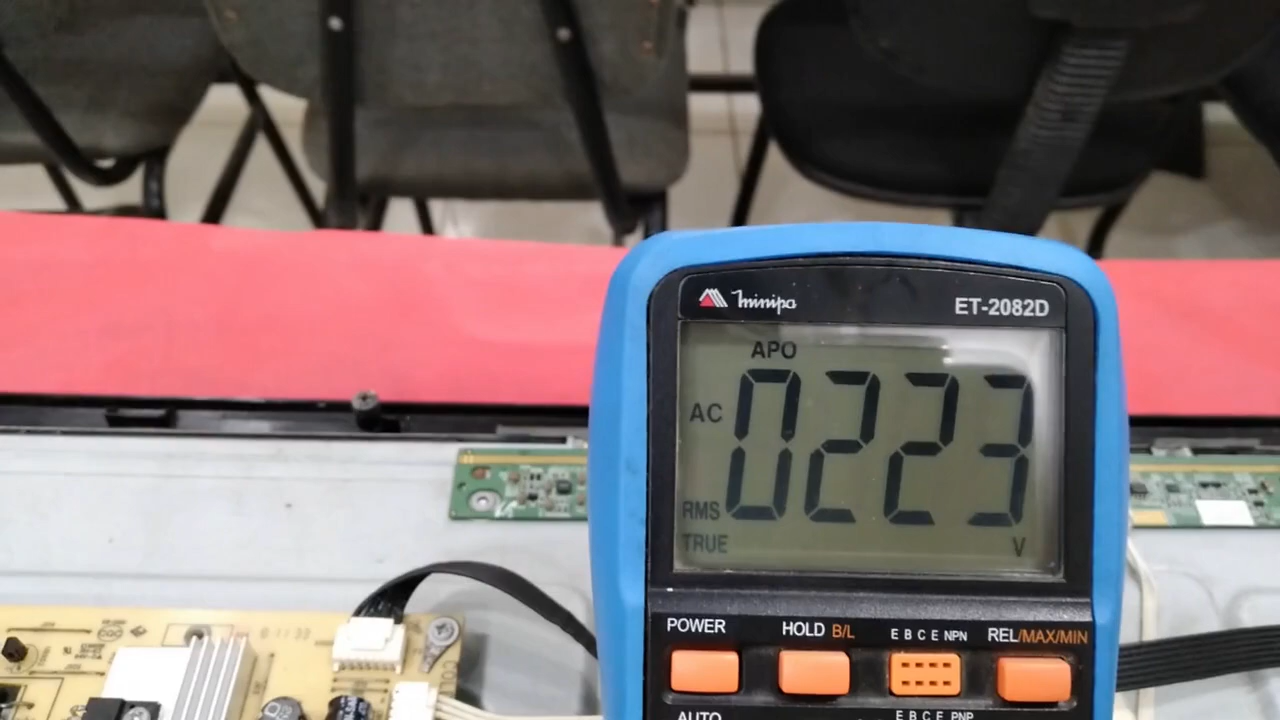 minipa
ET-2082D
APO
AC
0223
RMS
TRUE
V
POWER
HOLD B/L
E B C E NPN
REL/MAX/MIN
AUTO
E B C E PNP